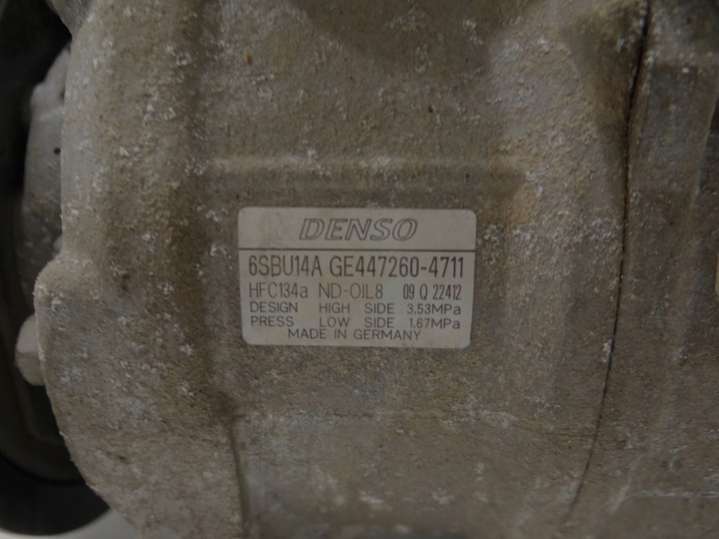 DENSO
6SBU14A GE447260-4711
HFC134a ND-OIL8 09 Q 22412
DESIGN HIGH SIDE 3.53MPa
PRESS LOW SIDE 1.67MPa
MADE IN GERMANY